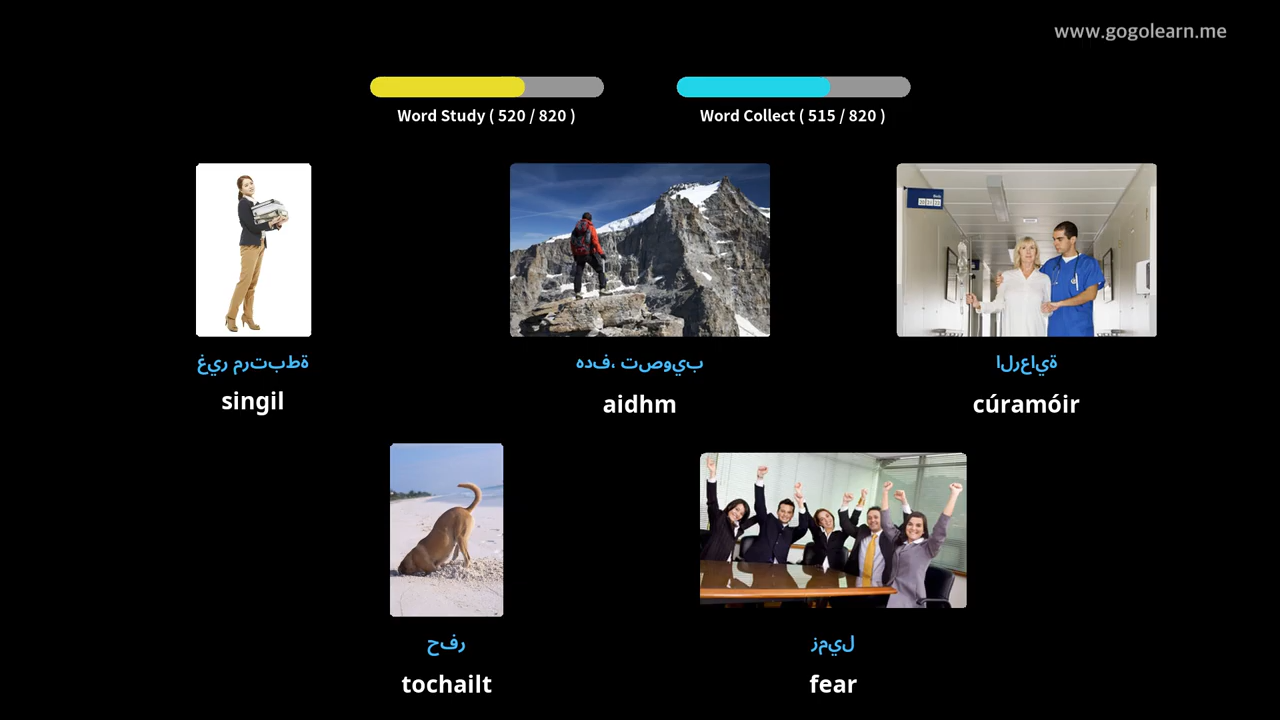 www.gogolearn.me
Word Study ( 520 / 820 )
Word Collect ( 515 / 820 )
غير مرتبطة
هدف، تصويب
الرعاية
singil
aidhm
cúramóir
حفر
زميل
tochailt
fear